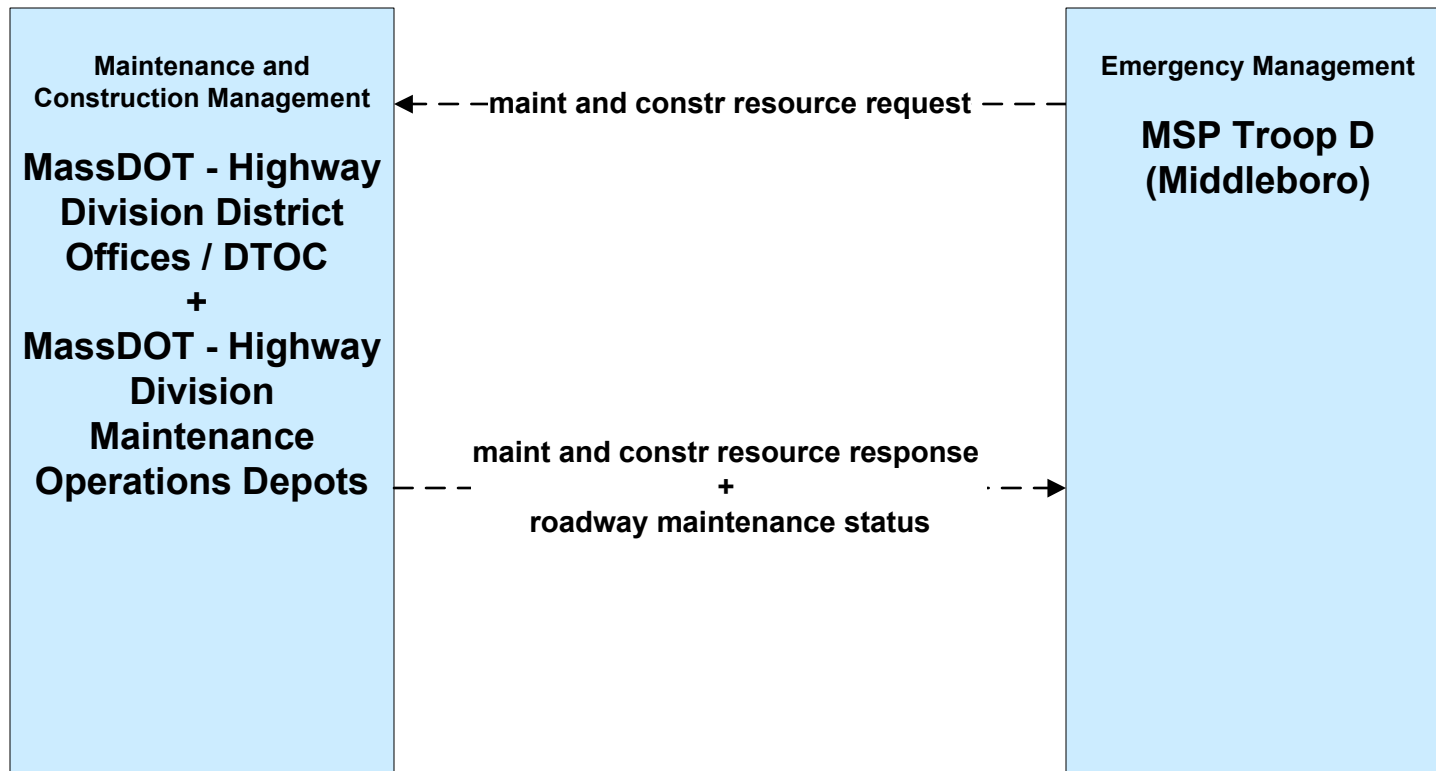 Maintenance and
Construction Management
MassDOT - Highway
Division District
Offices / DTOC
+
MassDOT - Highway
Division
Maintenance
Operations Depots
maint and constr resource request
maint and constr resource response
+
roadway maintenance status
Emergency Management
MSP Troop D
(Middleboro)